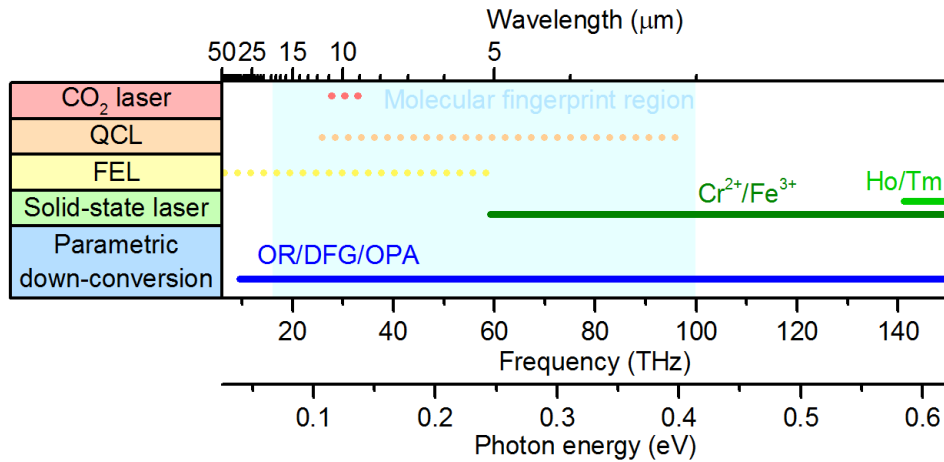 Wavelength (μm)
50 25 15 10 5
CO₂ laser
Molecular fingerprint region
QCL
FEL
Ho/Tm
Solid-state laser
Cr²⁺/Fe³⁺
Parametric
down-conversion
OR/DFG/OPA
20 40 60 80 100 120 140
Frequency (THz)
0.1 0.2 0.3 0.4 0.5 0.6
Photon energy (eV)